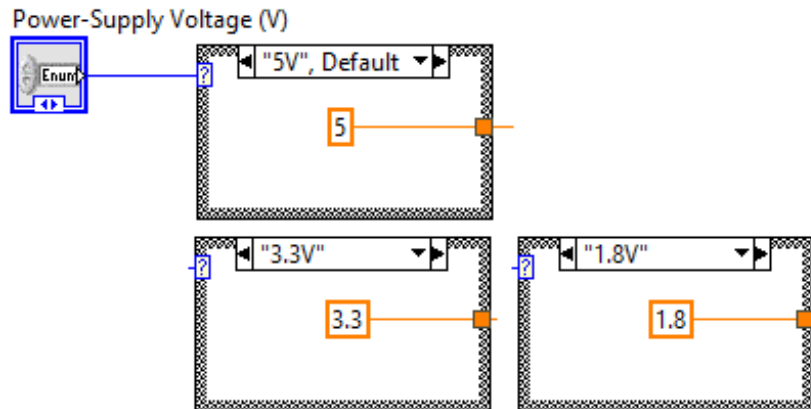 Power-Supply Voltage (V)
Enum
?
"5V", Default
5
? "3.3V"
? "1.8V"
3.3
1.8